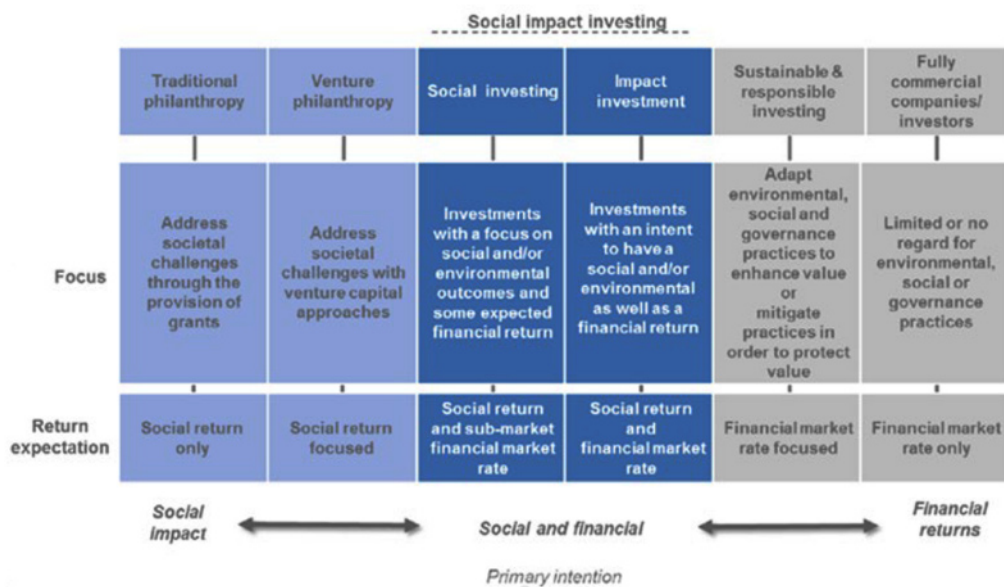 Social impact investing
Traditional
philanthropy
Venture
philanthropy
Social investing
Impact
investment
Sustainable &
responsible
investing
Fully
commercial
companies/
investors
Focus
Address
societal
challenges
through the
provision of
grants
Address
societal
challenges with
venture capital
approaches
Investments
with a focus on
social and/or
environmental
outcomes and
some expected
financial return
Investments
with an intent
to have a
social and/or
environmental
as well as a
financial return
Adapt
environmental,
social and
governance
practices to
enhance value
or
mitigate
practices in
order to protect
value
Limited or no
regard for
environmental,
social or
governance
practices
Return
expectation
Social return
only
Social return
focused
Social return
and sub-market
financial market
rate
Social return
and
financial market
rate
Financial market
rate focused
Financial market
rate only
Social
impact
Social and financial
Financial
returns
Primary intention